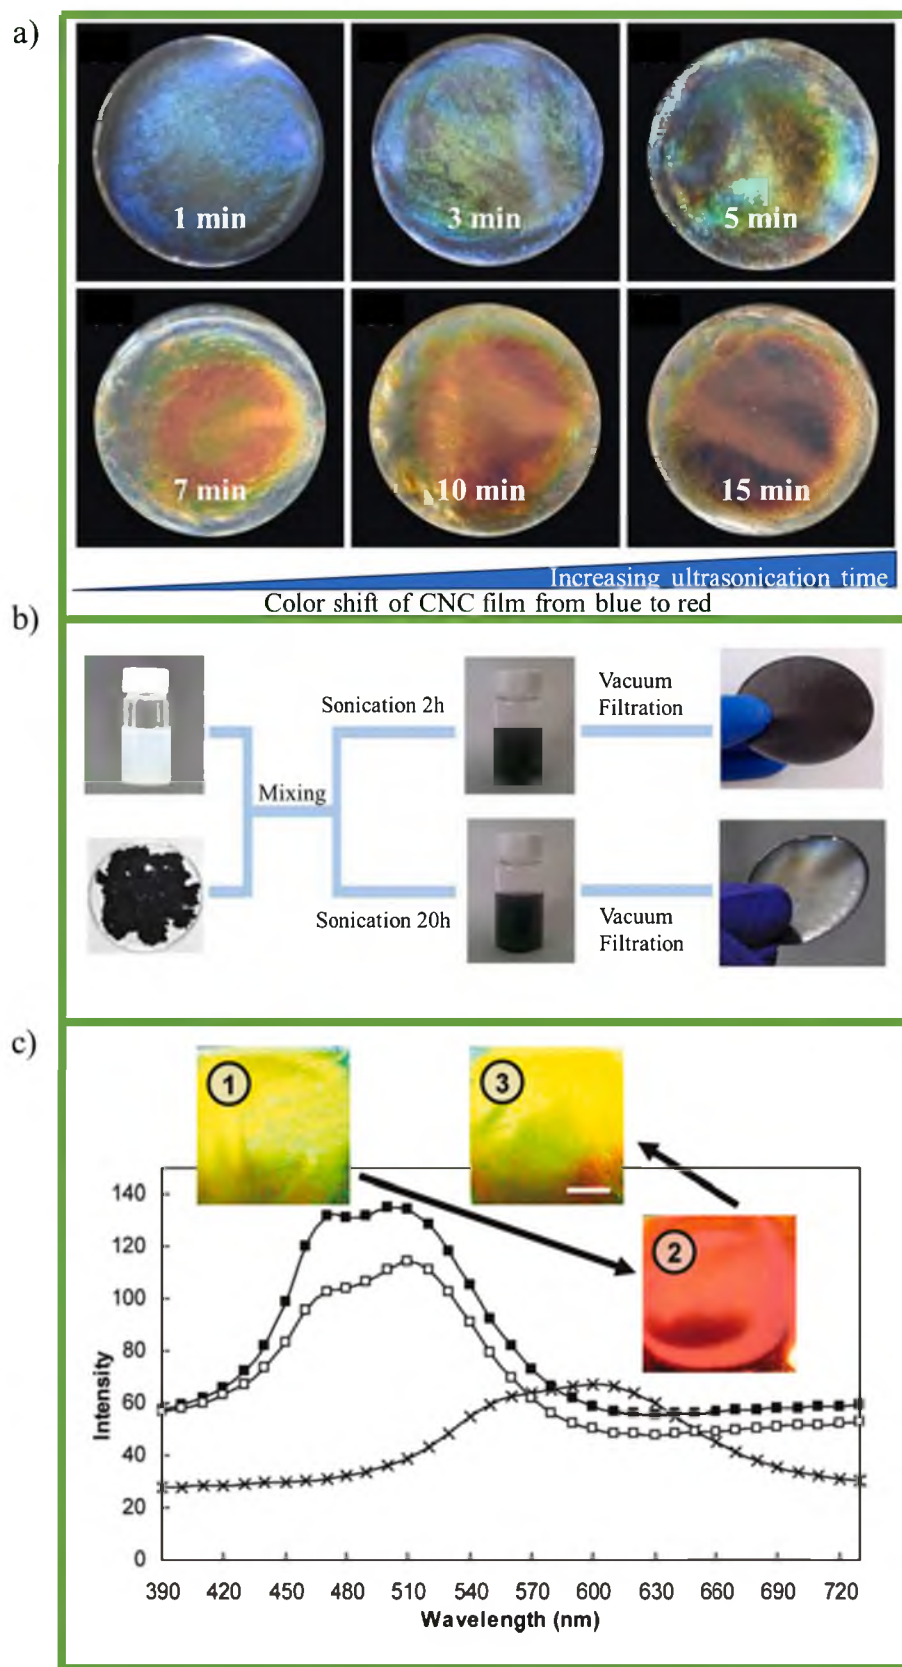 a)
1 min
3 min
5 min
7 min
10 min
15 min
Increasing ultrasonication time
Color shift of CNC film from blue to red
b)
Sonication 2h
Vacuum
Filtration
Mixing
Sonication 20h
Vacuum
Filtration
c)
1
3
2
140
120
100
80
60
40
20
0
Intensity
390 420 450 480 510 540 570 600 630 660 690 720
Wavelength (nm)